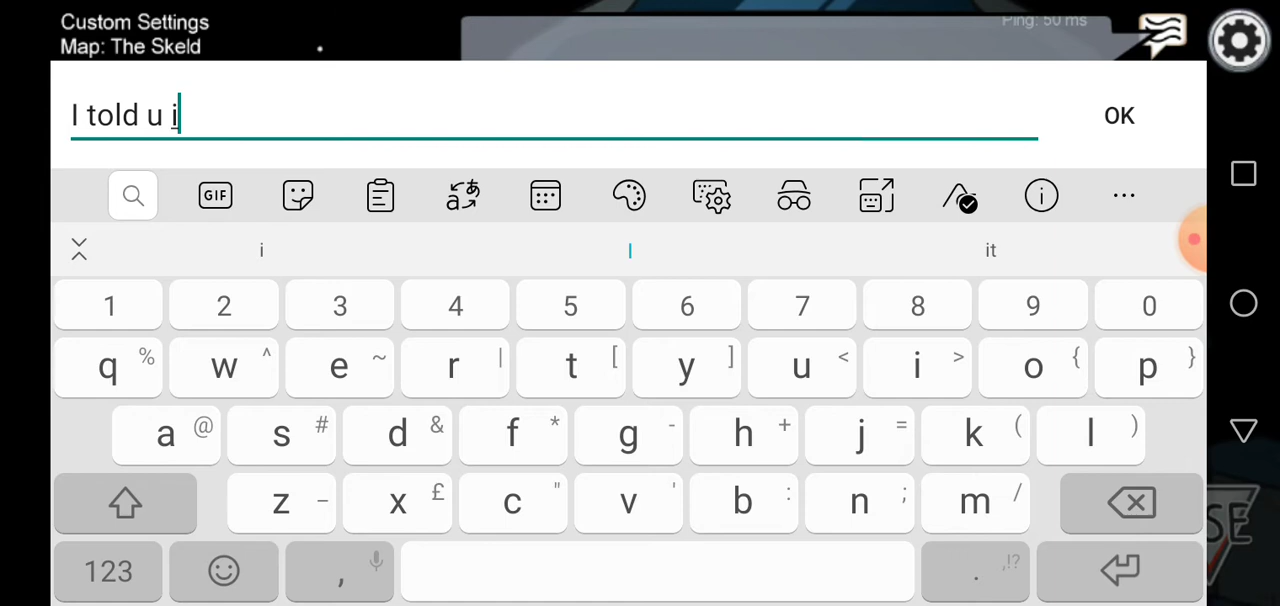 Custom Settings
Ping: 50 ms
Map: The Skeld
I told u i
OK
GIF
i I it
1 2 3 4 5 6 7 8 9 0
q % w ^ e ~ r | t [ y ] u < i > o { p }
a @ s # d & f * g - h + j = k ( l )
z _ x £ c " v ' b : n ; m /
123 , . ,!?
SE